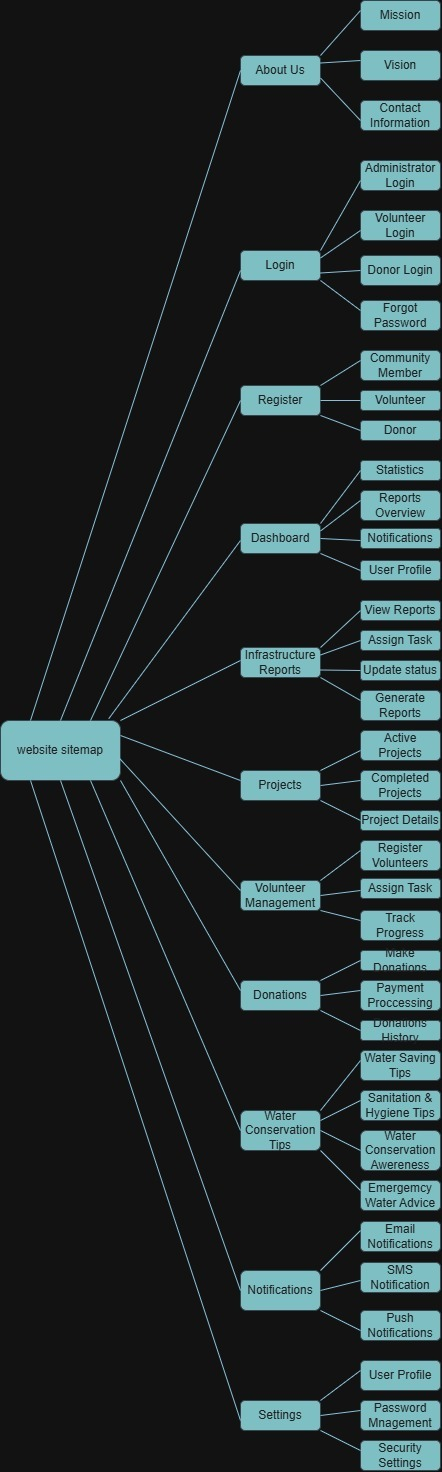 Mission
Vision
Contact
Information
About Us
Administrator
Login
Volunteer
Login
Donor Login
Forgot
Password
Login
Community
Member
Volunteer
Donor
Register
Statistics
Reports
Overview
Notifications
User Profile
Dashboard
View Reports
Assign Task
Update status
Generate
Reports
Infrastructure
Reports
website sitemap
Active
Projects
Completed
Projects
Project Details
Projects
Register
Volunteers
Assign Task
Track
Progress
Volunteer
Management
Make
Donations
Payment
Proccessing
Donations
History
Donations
Water Saving
Tips
Sanitation &
Hygiene Tips
Water
Conservation
Awereness
Emergemcy
Water Advice
Water
Conservation
Tips
Email
Notifications
SMS
Notification
Push
Notifications
Notifications
User Profile
Password
Mnagement
Security
Settings
Settings